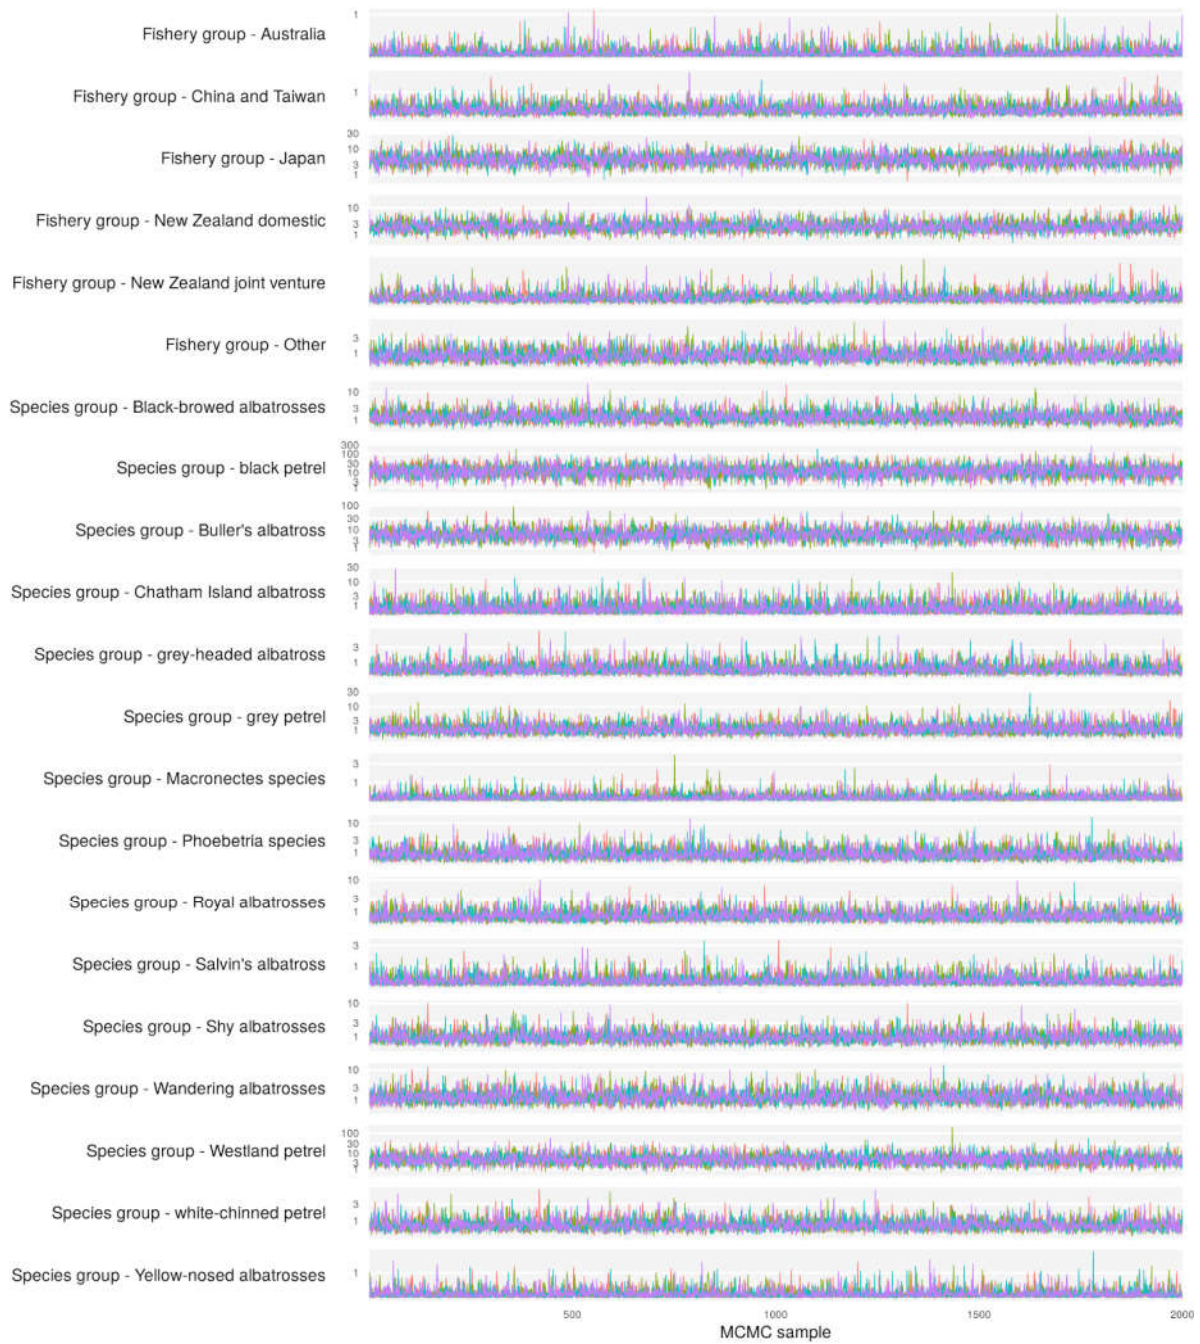 Fishery group - Australia
1
Fishery group - China and Taiwan
1
Fishery group - Japan
30
10
3
1
Fishery group - New Zealand domestic
10
3
1
Fishery group - New Zealand joint venture
Fishery group - Other
3
1
Species group - Black-browed albatrosses
10
3
1
Species group - black petrel
300
100
30
10
3
1
Species group - Buller's albatross
100
30
10
3
1
Species group - Chatham Island albatross
30
10
3
1
Species group - grey-headed albatross
3
1
Species group - grey petrel
30
10
3
1
Species group - Macronectes species
3
1
Species group - Phoebetria species
10
3
1
Species group - Royal albatrosses
10
3
1
Species group - Salvin's albatross
3
1
Species group - Shy albatrosses
10
3
1
Species group - Wandering albatrosses
10
3
1
Species group - Westland petrel
100
30
10
3
1
Species group - white-chinned petrel
3
1
Species group - Yellow-nosed albatrosses
1
500 1000 1500 2000
MCMC sample